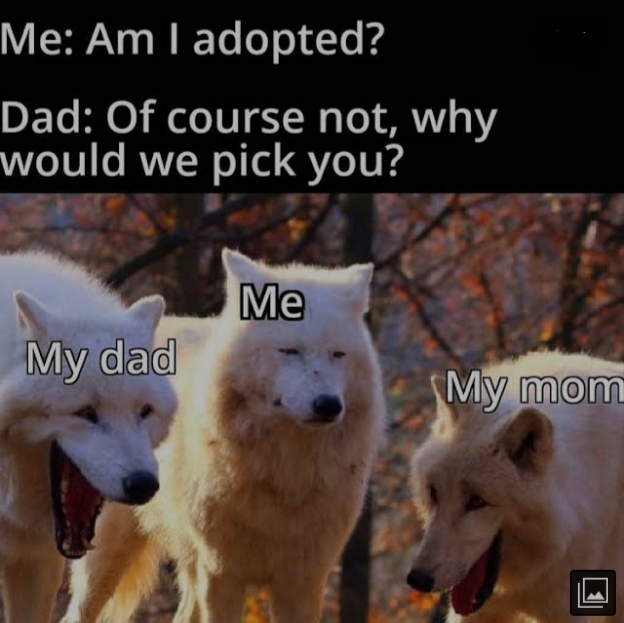 Me: Am I adopted?
Dad: Of course not, why
would we pick you?
Me
My dad
My mom